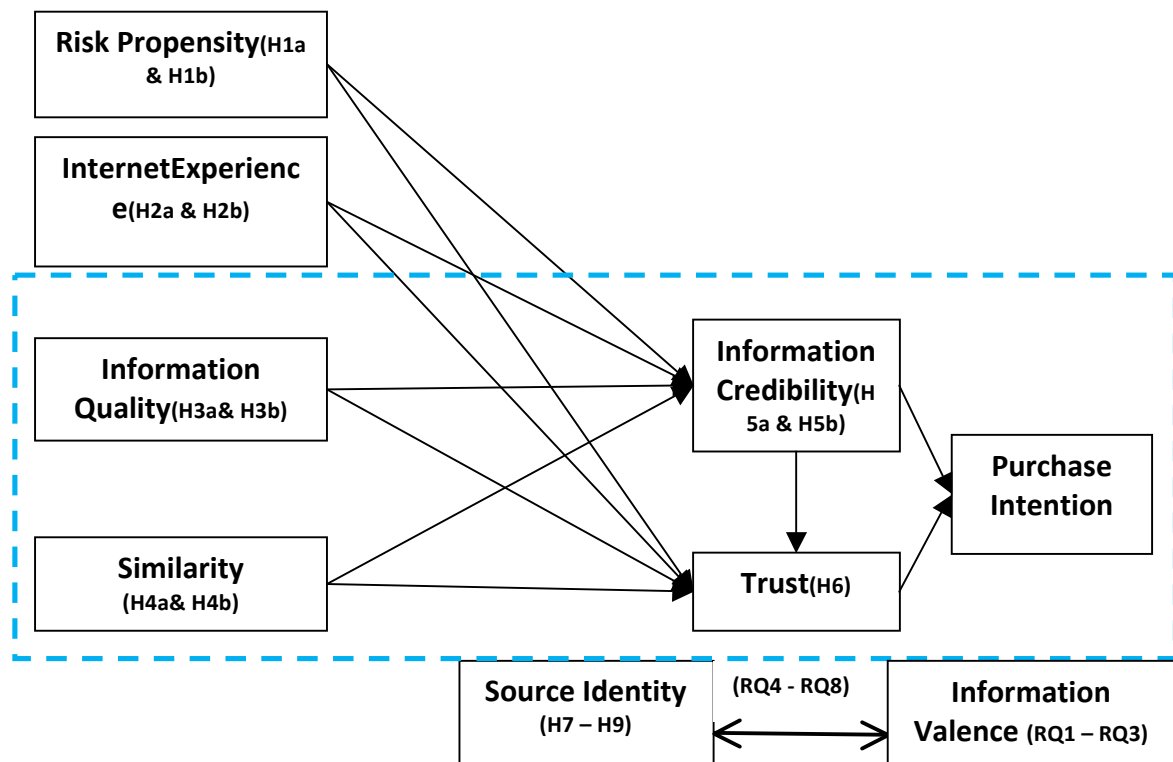 Risk Propensity(H1a
& H1b)
InternetExperienc
e(H2a & H2b)
Information
Quality(H3a& H3b)
Similarity
(H4a& H4b)
Information
Credibility(H
5a & H5b)
Trust(H6)
Purchase
Intention
Source Identity
(H7 – H9)
(RQ4 - RQ8)
Information
Valence (RQ1 – RQ3)